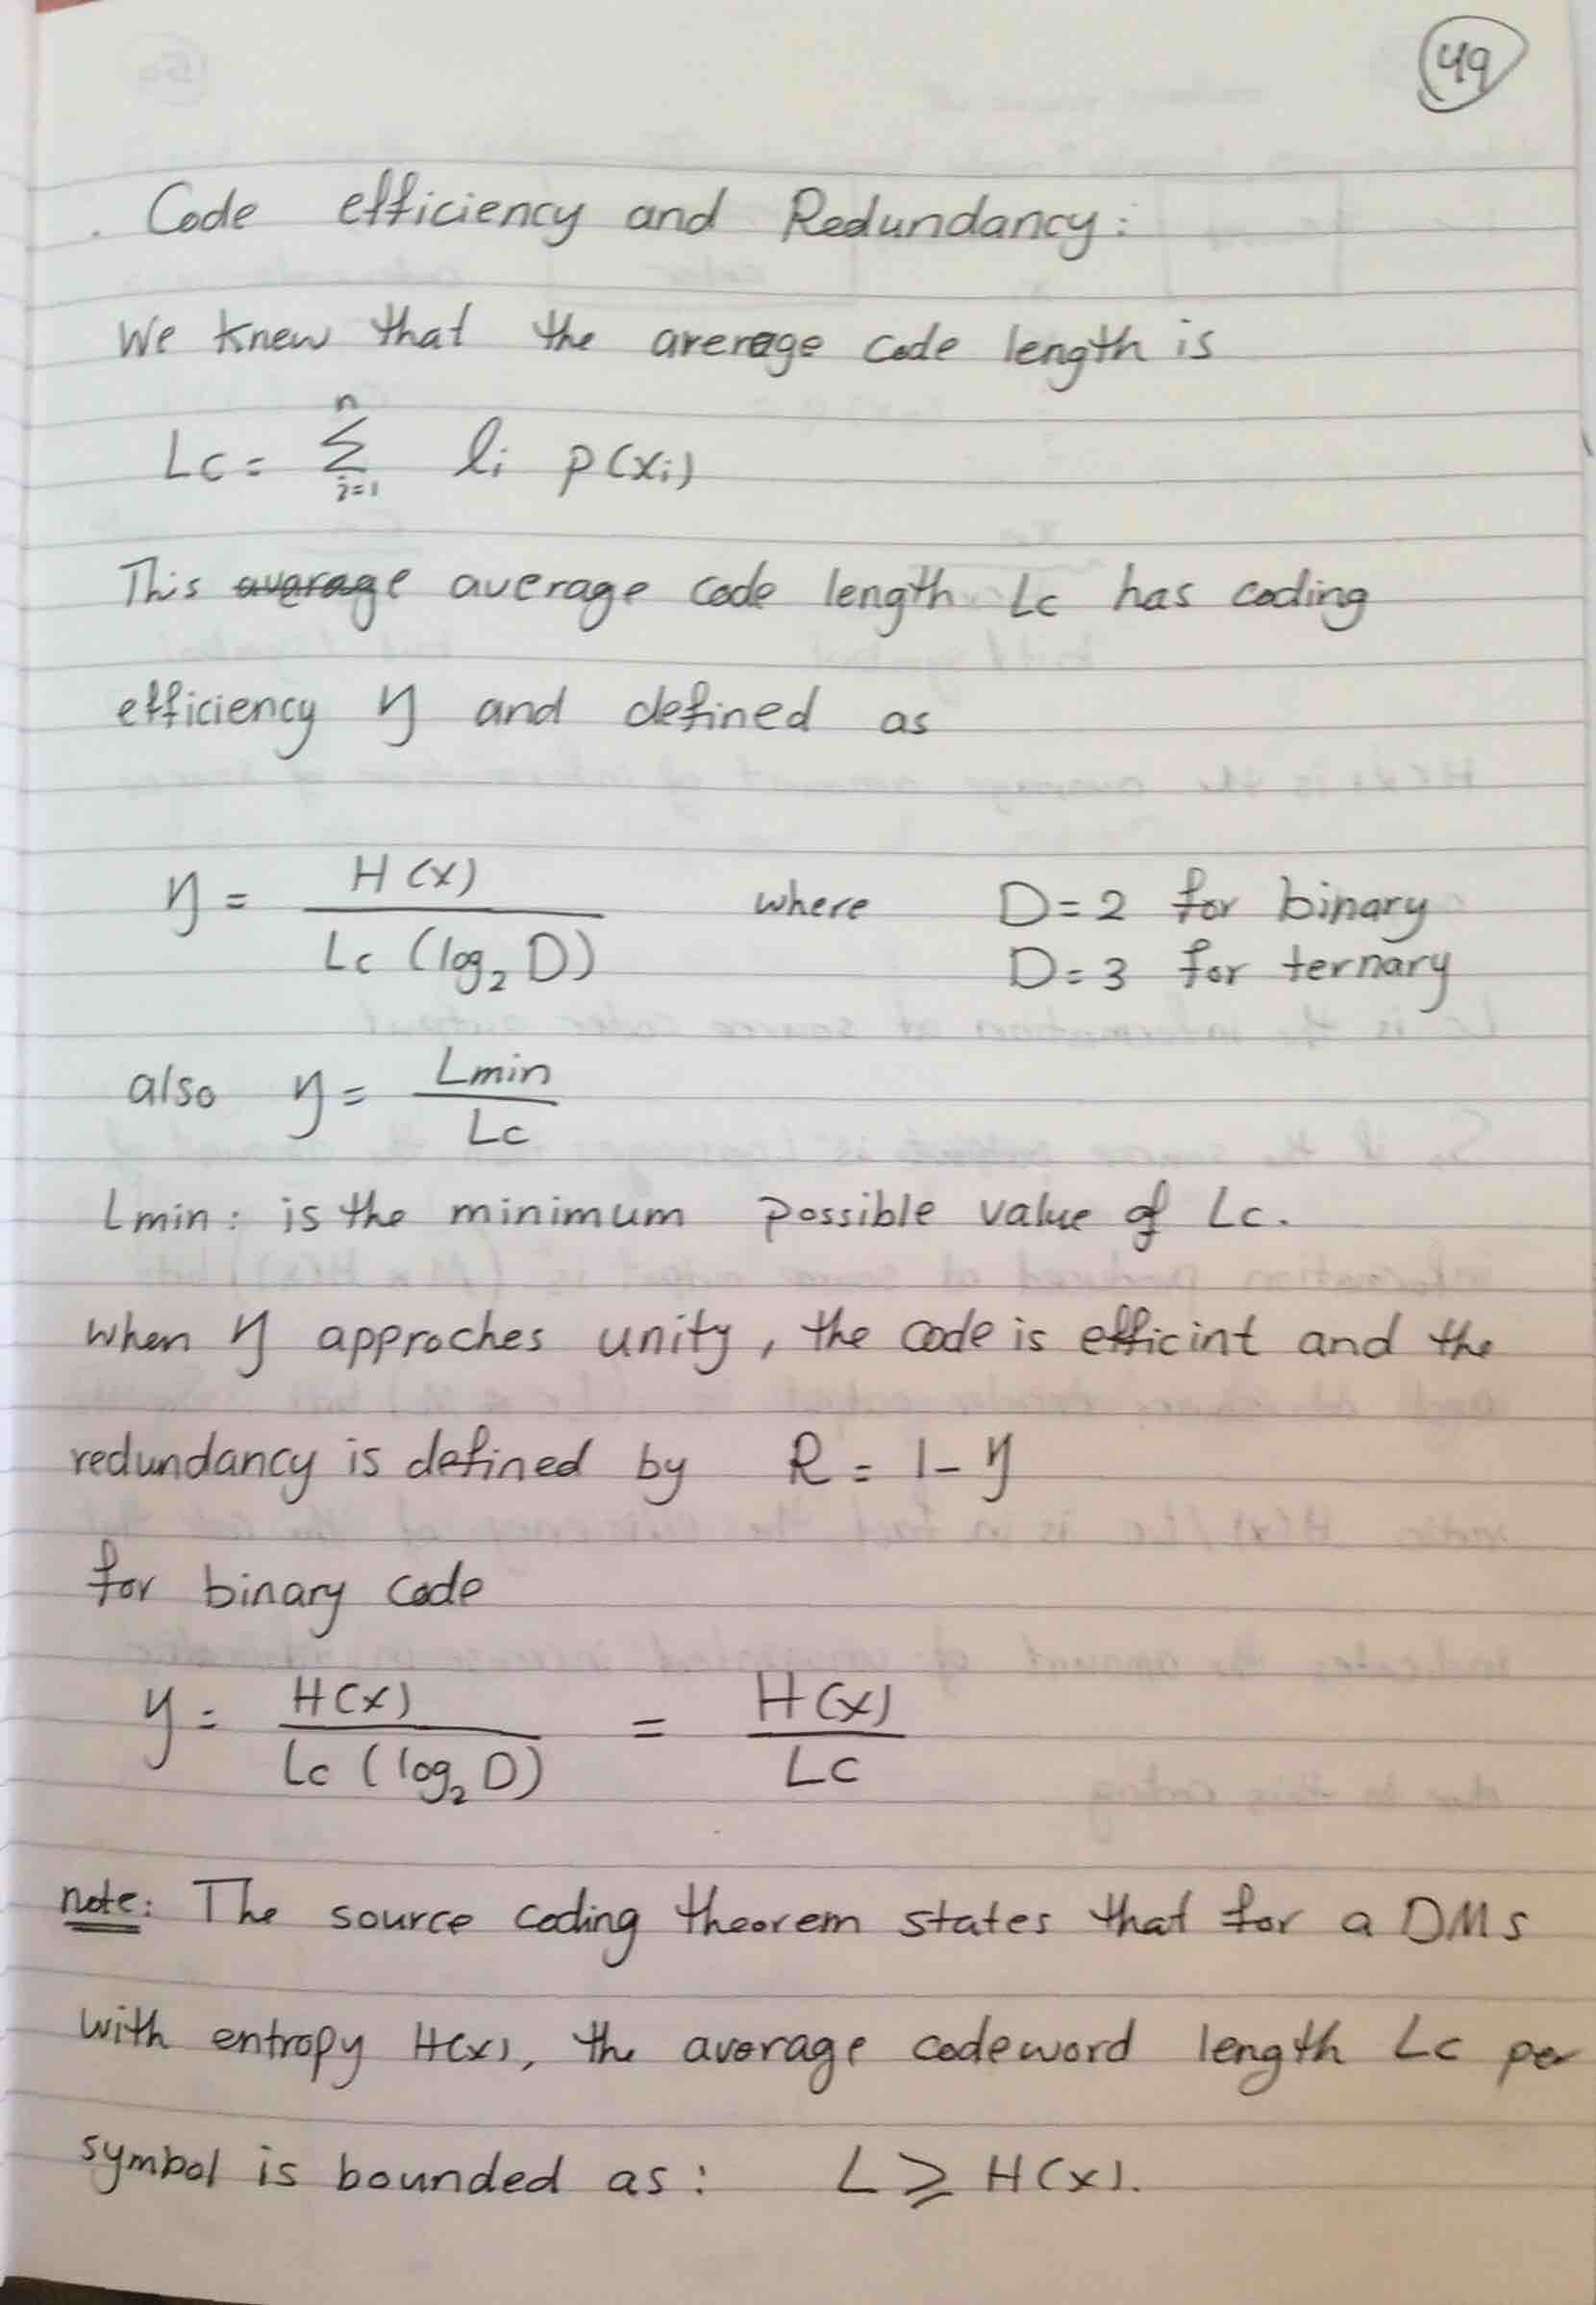 49
. Code efficiency and Redundancy:
We knew that the average code length is
Lc = n Σ i=1 li p(xi)
This average average code length Lc has coding
efficiency η and defined as
η = H(x) / Lc (log2 D) where D=2 for binary
D=3 for ternary
also η = Lmin / Lc
Lmin: is the minimum possible value of Lc.
when η approches unity, the code is efficint and the
redundancy is defined by R = 1 - η
for binary code
η = H(x) / Lc (log2 D) = H(x) / Lc
note: The source coding theorem states that for a DMs
with entropy H(x), the average codeword length Lc per
symbol is bounded as: L ⩾ H(x).